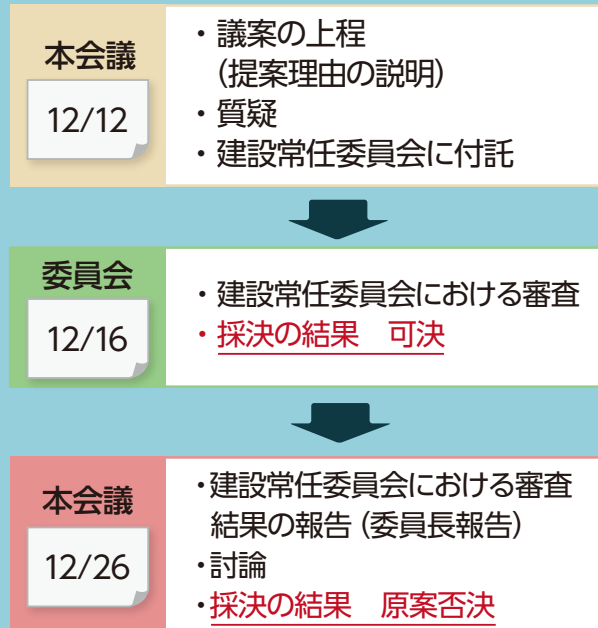 本会議
12/12
・議案の上程
(提案理由の説明)
・質疑
・建設常任委員会に付託
委員会
12/16
・建設常任委員会における審査
・採決の結果　可決
本会議
12/26
・建設常任委員会における審査
結果の報告(委員長報告)
・討論
・採決の結果　原案否決